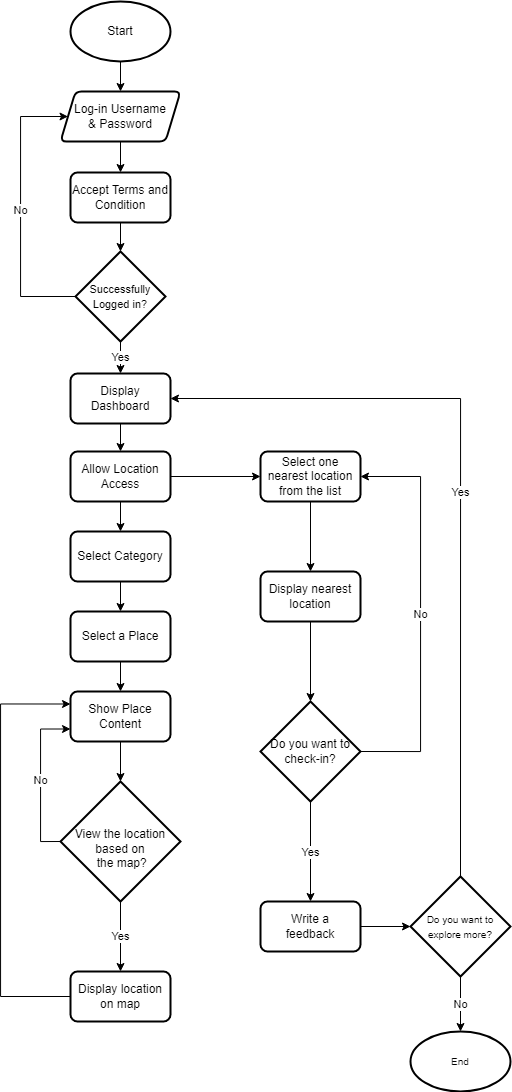 Start
Log-in Username
& Password
Accept Terms and
Condition
No
Successfully
Logged in?
Yes
Display
Dashboard
Allow Location
Access
Select one
nearest location
from the list
Yes
Select Category
Display nearest
location
No
Select a Place
Show Place
Content
Do you want to
check-in?
No
View the location
based on
the map?
Yes
Yes
Write a
feedback
Do you want to
explore more?
Display location
on map
No
End